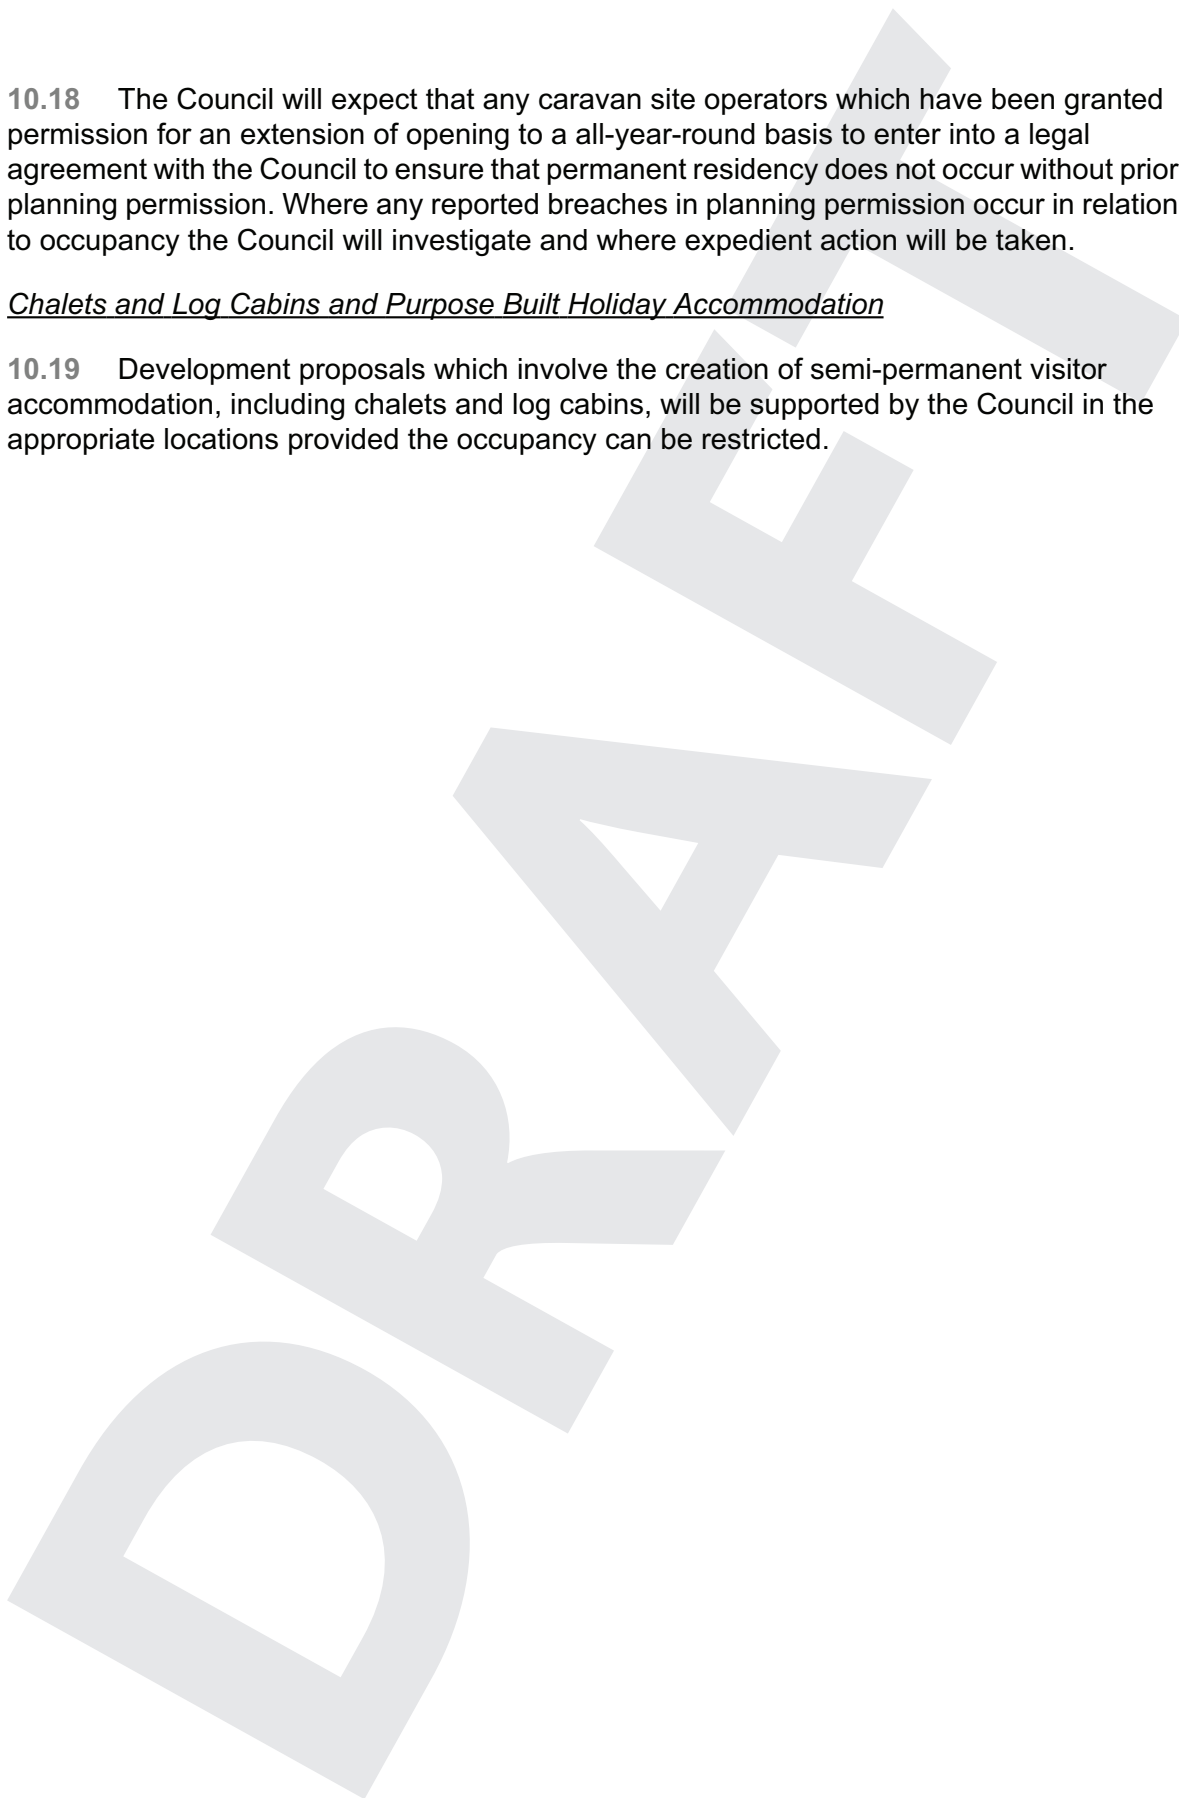 10.18 The Council will expect that any caravan site operators which have been granted
permission for an extension of opening to a all-year-round basis to enter into a legal
agreement with the Council to ensure that permanent residency does not occur without prior
planning permission. Where any reported breaches in planning permission occur in relation
to occupancy the Council will investigate and where expedient action will be taken.
Chalets and Log Cabins and Purpose Built Holiday Accommodation
10.19 Development proposals which involve the creation of semi-permanent visitor
accommodation, including chalets and log cabins, will be supported by the Council in the
appropriate locations provided the occupancy can be restricted.
DRAFT